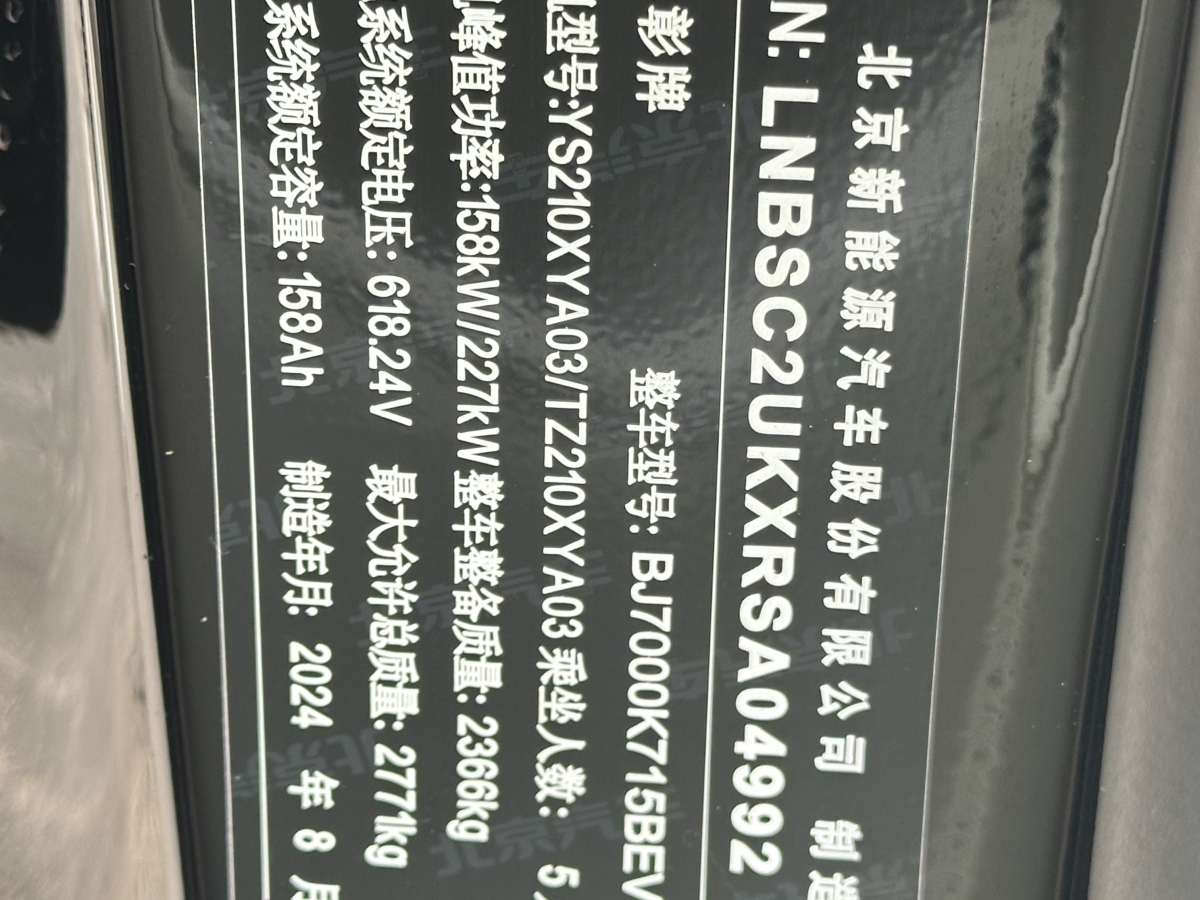 北京新能源汽车股份有限公司 制造
N: LNBSC2UKXRSA04992
彰牌 整车型号: BJ7000K715BEV
型号:YS210XYA03/TZ210XYA03 乘坐人数: 5
峰值功率:158kW/227kW 整车整备质量: 2366kg
系统额定电压: 618.24V 最大允许总质量: 2771kg
系统额定容量: 158Ah 制造年月: 2024 年 8 月